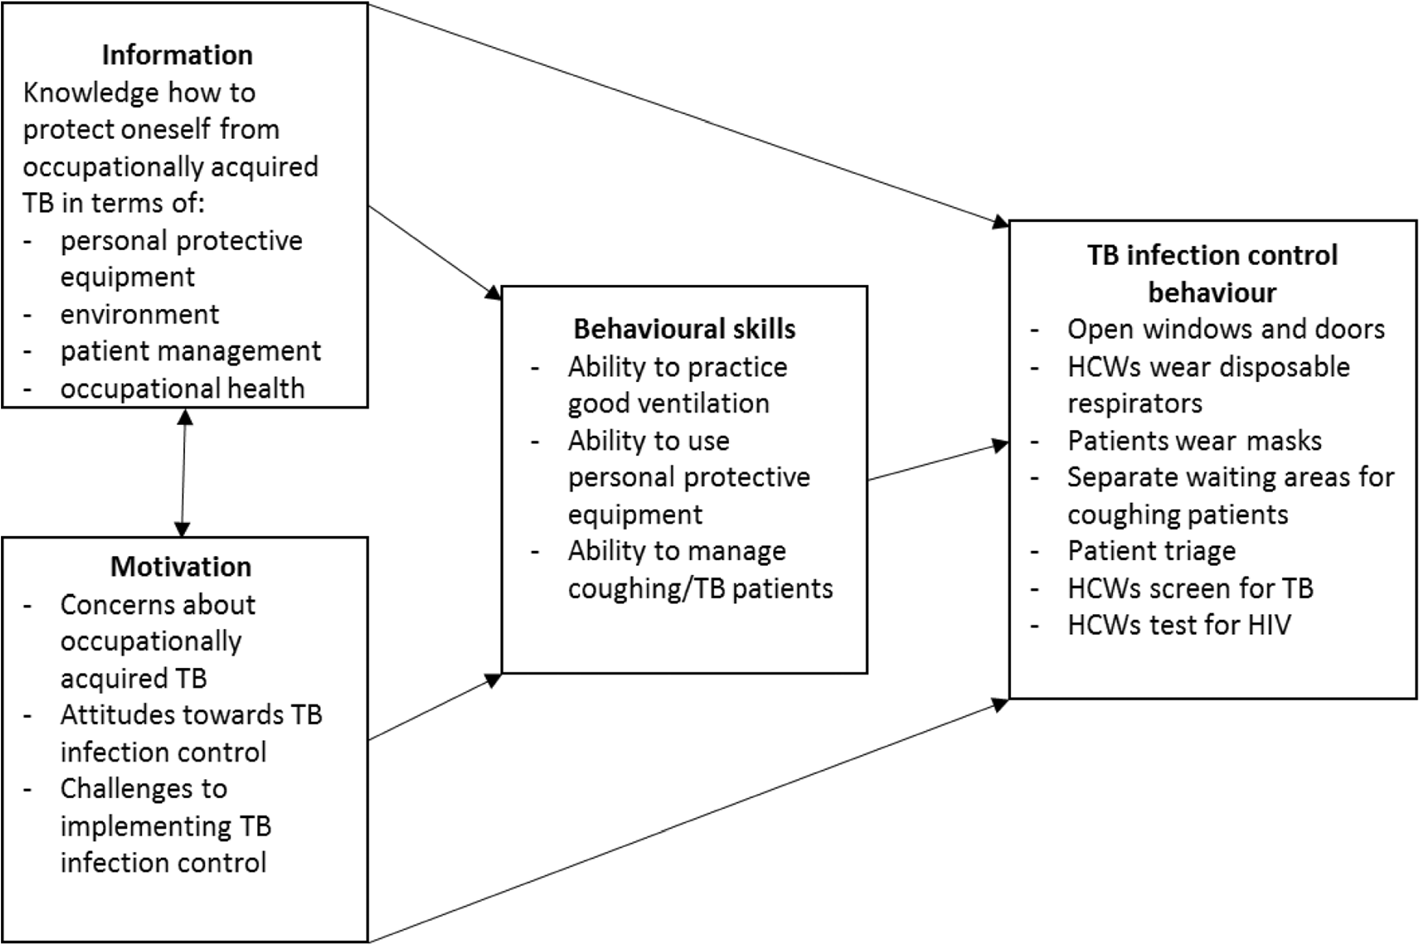 Information
Knowledge how to
protect oneself from
occupationally acquired
TB in terms of:
- personal protective
equipment
- environment
- patient management
- occupational health
Motivation
- Concerns about
occupationally
acquired TB
- Attitudes towards TB
infection control
- Challenges to
implementing TB
infection control
Behavioural skills
- Ability to practice
good ventilation
- Ability to use
personal protective
equipment
- Ability to manage
coughing/TB patients
TB infection control
behaviour
- Open windows and doors
- HCWs wear disposable
respirators
- Patients wear masks
- Separate waiting areas for
coughing patients
- Patient triage
- HCWs screen for TB
- HCWs test for HIV